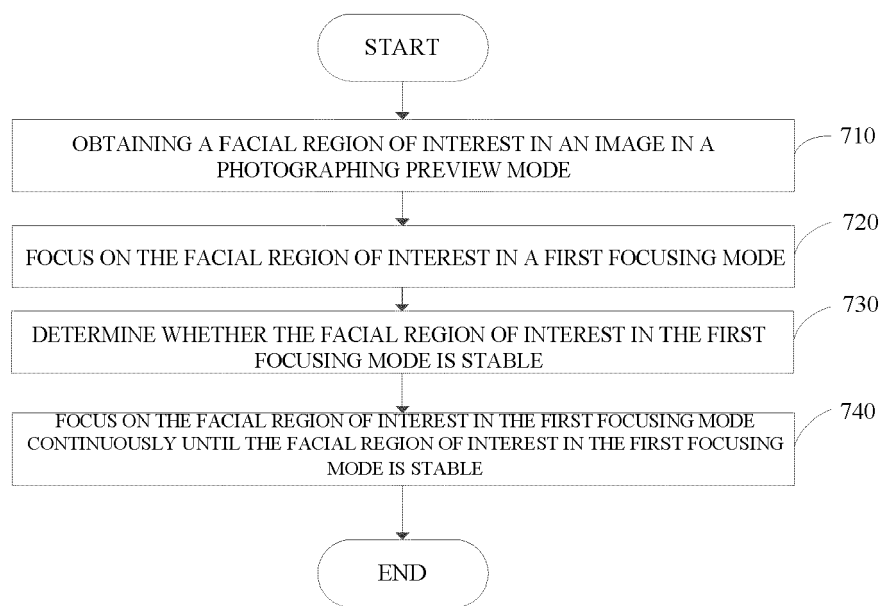 START
OBTAINING A FACIAL REGION OF INTEREST IN AN IMAGE IN A
PHOTOGRAPHING PREVIEW MODE
710
FOCUS ON THE FACIAL REGION OF INTEREST IN A FIRST FOCUSING MODE
720
DETERMINE WHETHER THE FACIAL REGION OF INTEREST IN THE FIRST
FOCUSING MODE IS STABLE
730
FOCUS ON THE FACIAL REGION OF INTEREST IN THE FIRST FOCUSING MODE
CONTINUOUSLY UNTIL THE FACIAL REGION OF INTEREST IN THE FIRST FOCUSING
MODE IS STABLE
740
END